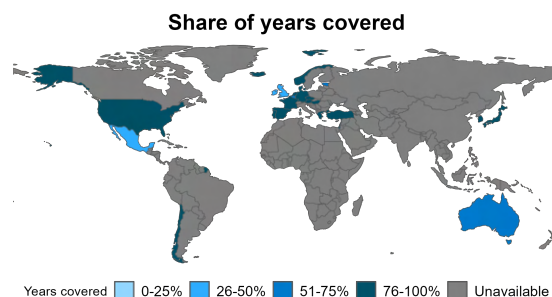 Share of years covered
Years covered 0-25% 26-50% 51-75% 76-100% Unavailable